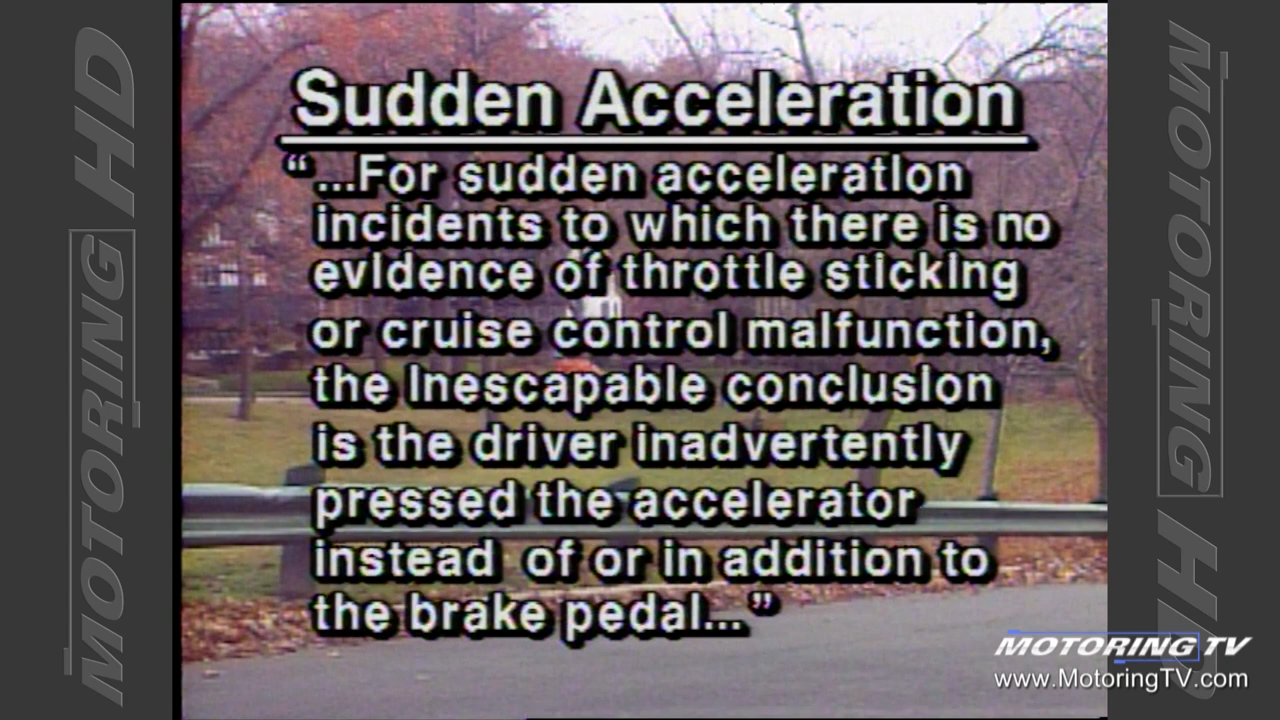 Sudden Acceleration
“...For sudden acceleration
incidents to which there is no
evidence of throttle sticking
or cruise control malfunction,
the inescapable conclusion
is the driver inadvertently
pressed the accelerator
instead of or in addition to
the brake pedal...”
MOTORING HD
MOTORING HD
MOTORING TV
www.MotoringTV.com